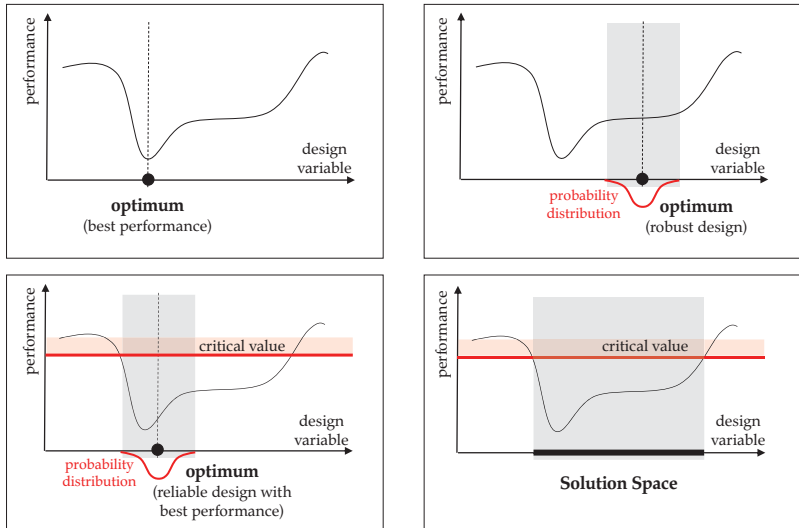 performance
design
variable
optimum
(best performance)
performance
design
variable
probability
distribution
optimum
(robust design)
performance
critical value
design
variable
probability
distribution
optimum
(reliable design with
best performance)
performance
critical value
design
variable
Solution Space